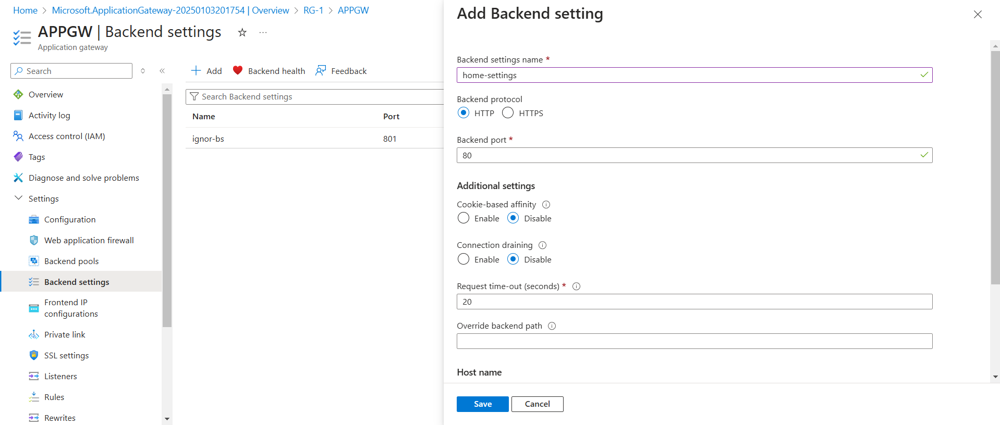 Home > Microsoft.ApplicationGateway-20250103201754 | Overview > RG-1 > APPGW
APPGW | Backend settings
Application gateway
Search
Overview
Activity log
Access control (IAM)
Tags
Diagnose and solve problems
Settings
Configuration
Web application firewall
Backend pools
Backend settings
Frontend IP
configurations
Private link
SSL settings
Listeners
Rules
Rewrites
Add Backend health Feedback
Search Backend settings
Name Port
ignor-bs 801
Add Backend setting
Backend settings name *
home-settings
Backend protocol
HTTP HTTPS
Backend port *
80
Additional settings
Cookie-based affinity
Enable Disable
Connection draining
Enable Disable
Request time-out (seconds) *
20
Override backend path
Host name
Save Cancel